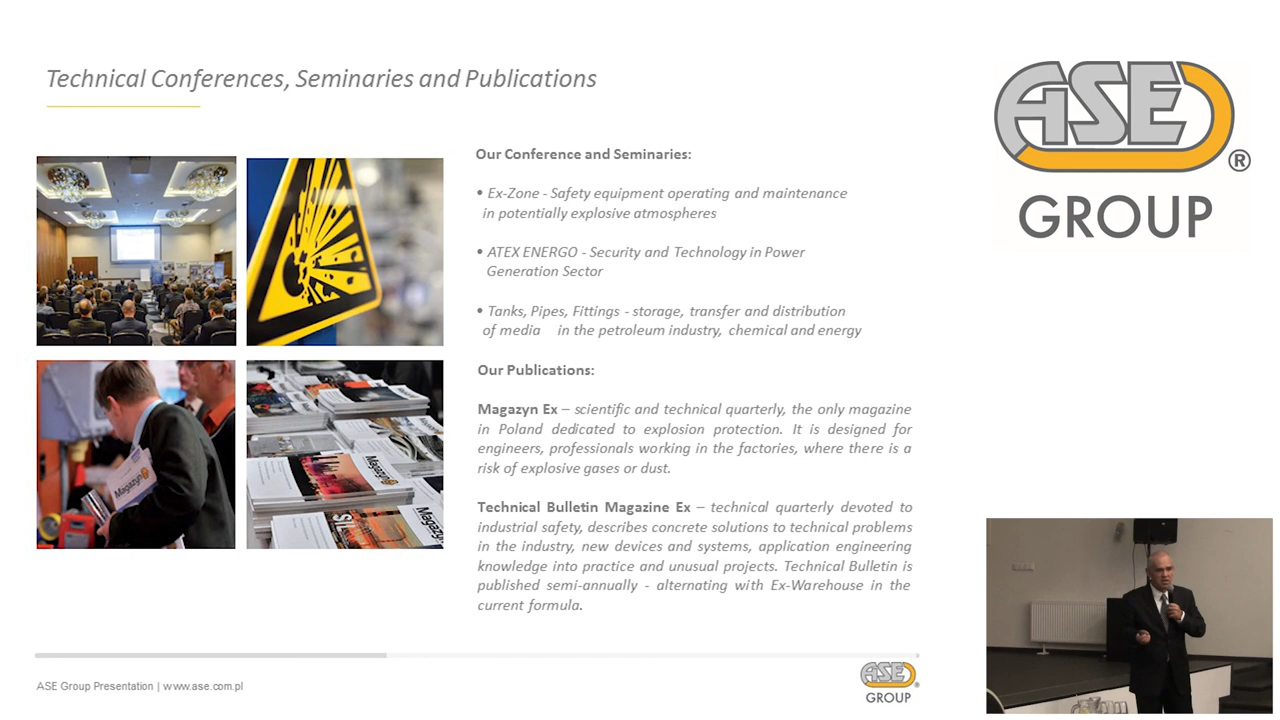 Technical Conferences, Seminaries and Publications
ASE
®
GROUP
Our Conference and Seminaries:
• Ex-Zone - Safety equipment operating and maintenance
in potentially explosive atmospheres
• ATEX ENERGO - Security and Technology in Power
Generation Sector
• Tanks, Pipes, Fittings - storage, transfer and distribution
of media in the petroleum industry, chemical and energy
Our Publications:
Magazyn Ex – scientific and technical quarterly, the only magazine
in Poland dedicated to explosion protection. It is designed for
engineers, professionals working in the factories, where there is a
risk of explosive gases or dust.
Technical Bulletin Magazine Ex – technical quarterly devoted to
industrial safety, describes concrete solutions to technical problems
in the industry, new devices and systems, application engineering
knowledge into practice and unusual projects. Technical Bulletin is
published semi-annually - alternating with Ex-Warehouse in the
current formula.
Magazyn
Magazyn
Magazy
SIL
ASE Group Presentation | www.ase.com.pl
ASE
®
GROUP